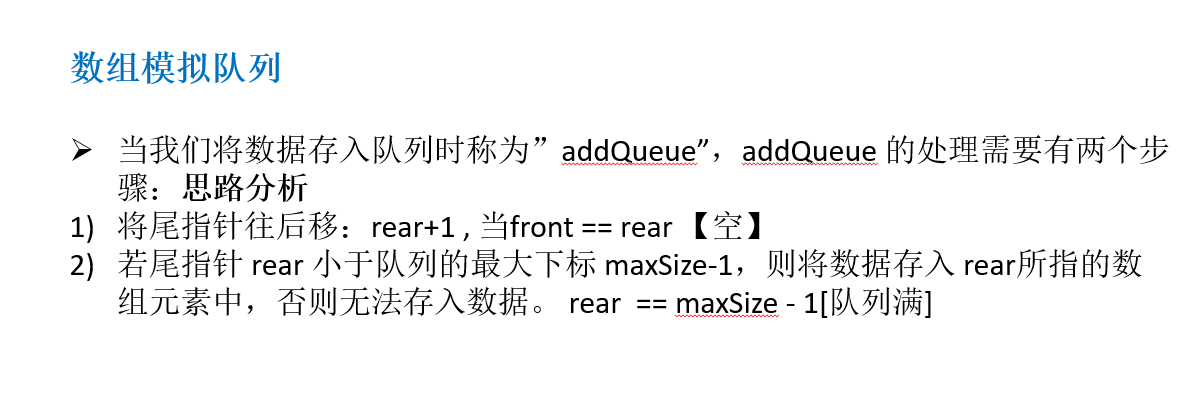 数组模拟队列
➢ 当我们将数据存入队列时称为”addQueue”，addQueue 的处理需要有两个步
骤：思路分析
1) 将尾指针往后移：rear+1 , 当front == rear 【空】
2) 若尾指针 rear 小于队列的最大下标 maxSize-1，则将数据存入 rear所指的数
组元素中，否则无法存入数据。 rear == maxSize - 1[队列满]